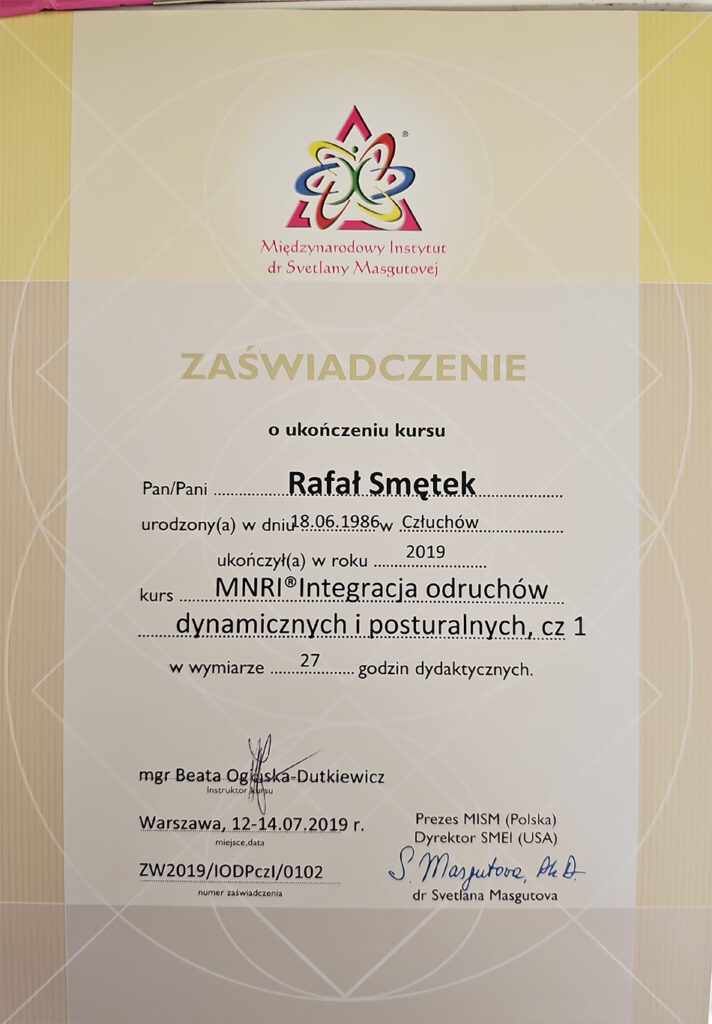 ®
Międzynarodowy Instytut
dr Svetlany Masgutovej
ZAŚWIADCZENIE
o ukończeniu kursu
Pan/Pani Rafał Smętek
urodzony(a) w dniu 18.06.1986 w Człuchów
ukończył(a) w roku 2019
kurs MNRI®Integracja odruchów
dynamicznych i posturalnych, cz 1
w wymiarze 27 godzin dydaktycznych.
mgr Beata Ogłuska-Dutkiewicz
Instruktor kursu
Warszawa, 12-14.07.2019 r.
miejsce,data
ZW2019/IODPczI/0102
numer zaświadczenia
Prezes MISM (Polska)
Dyrektor SMEI (USA)
S. Masgutova, Ph.D.
dr Svetlana Masgutova